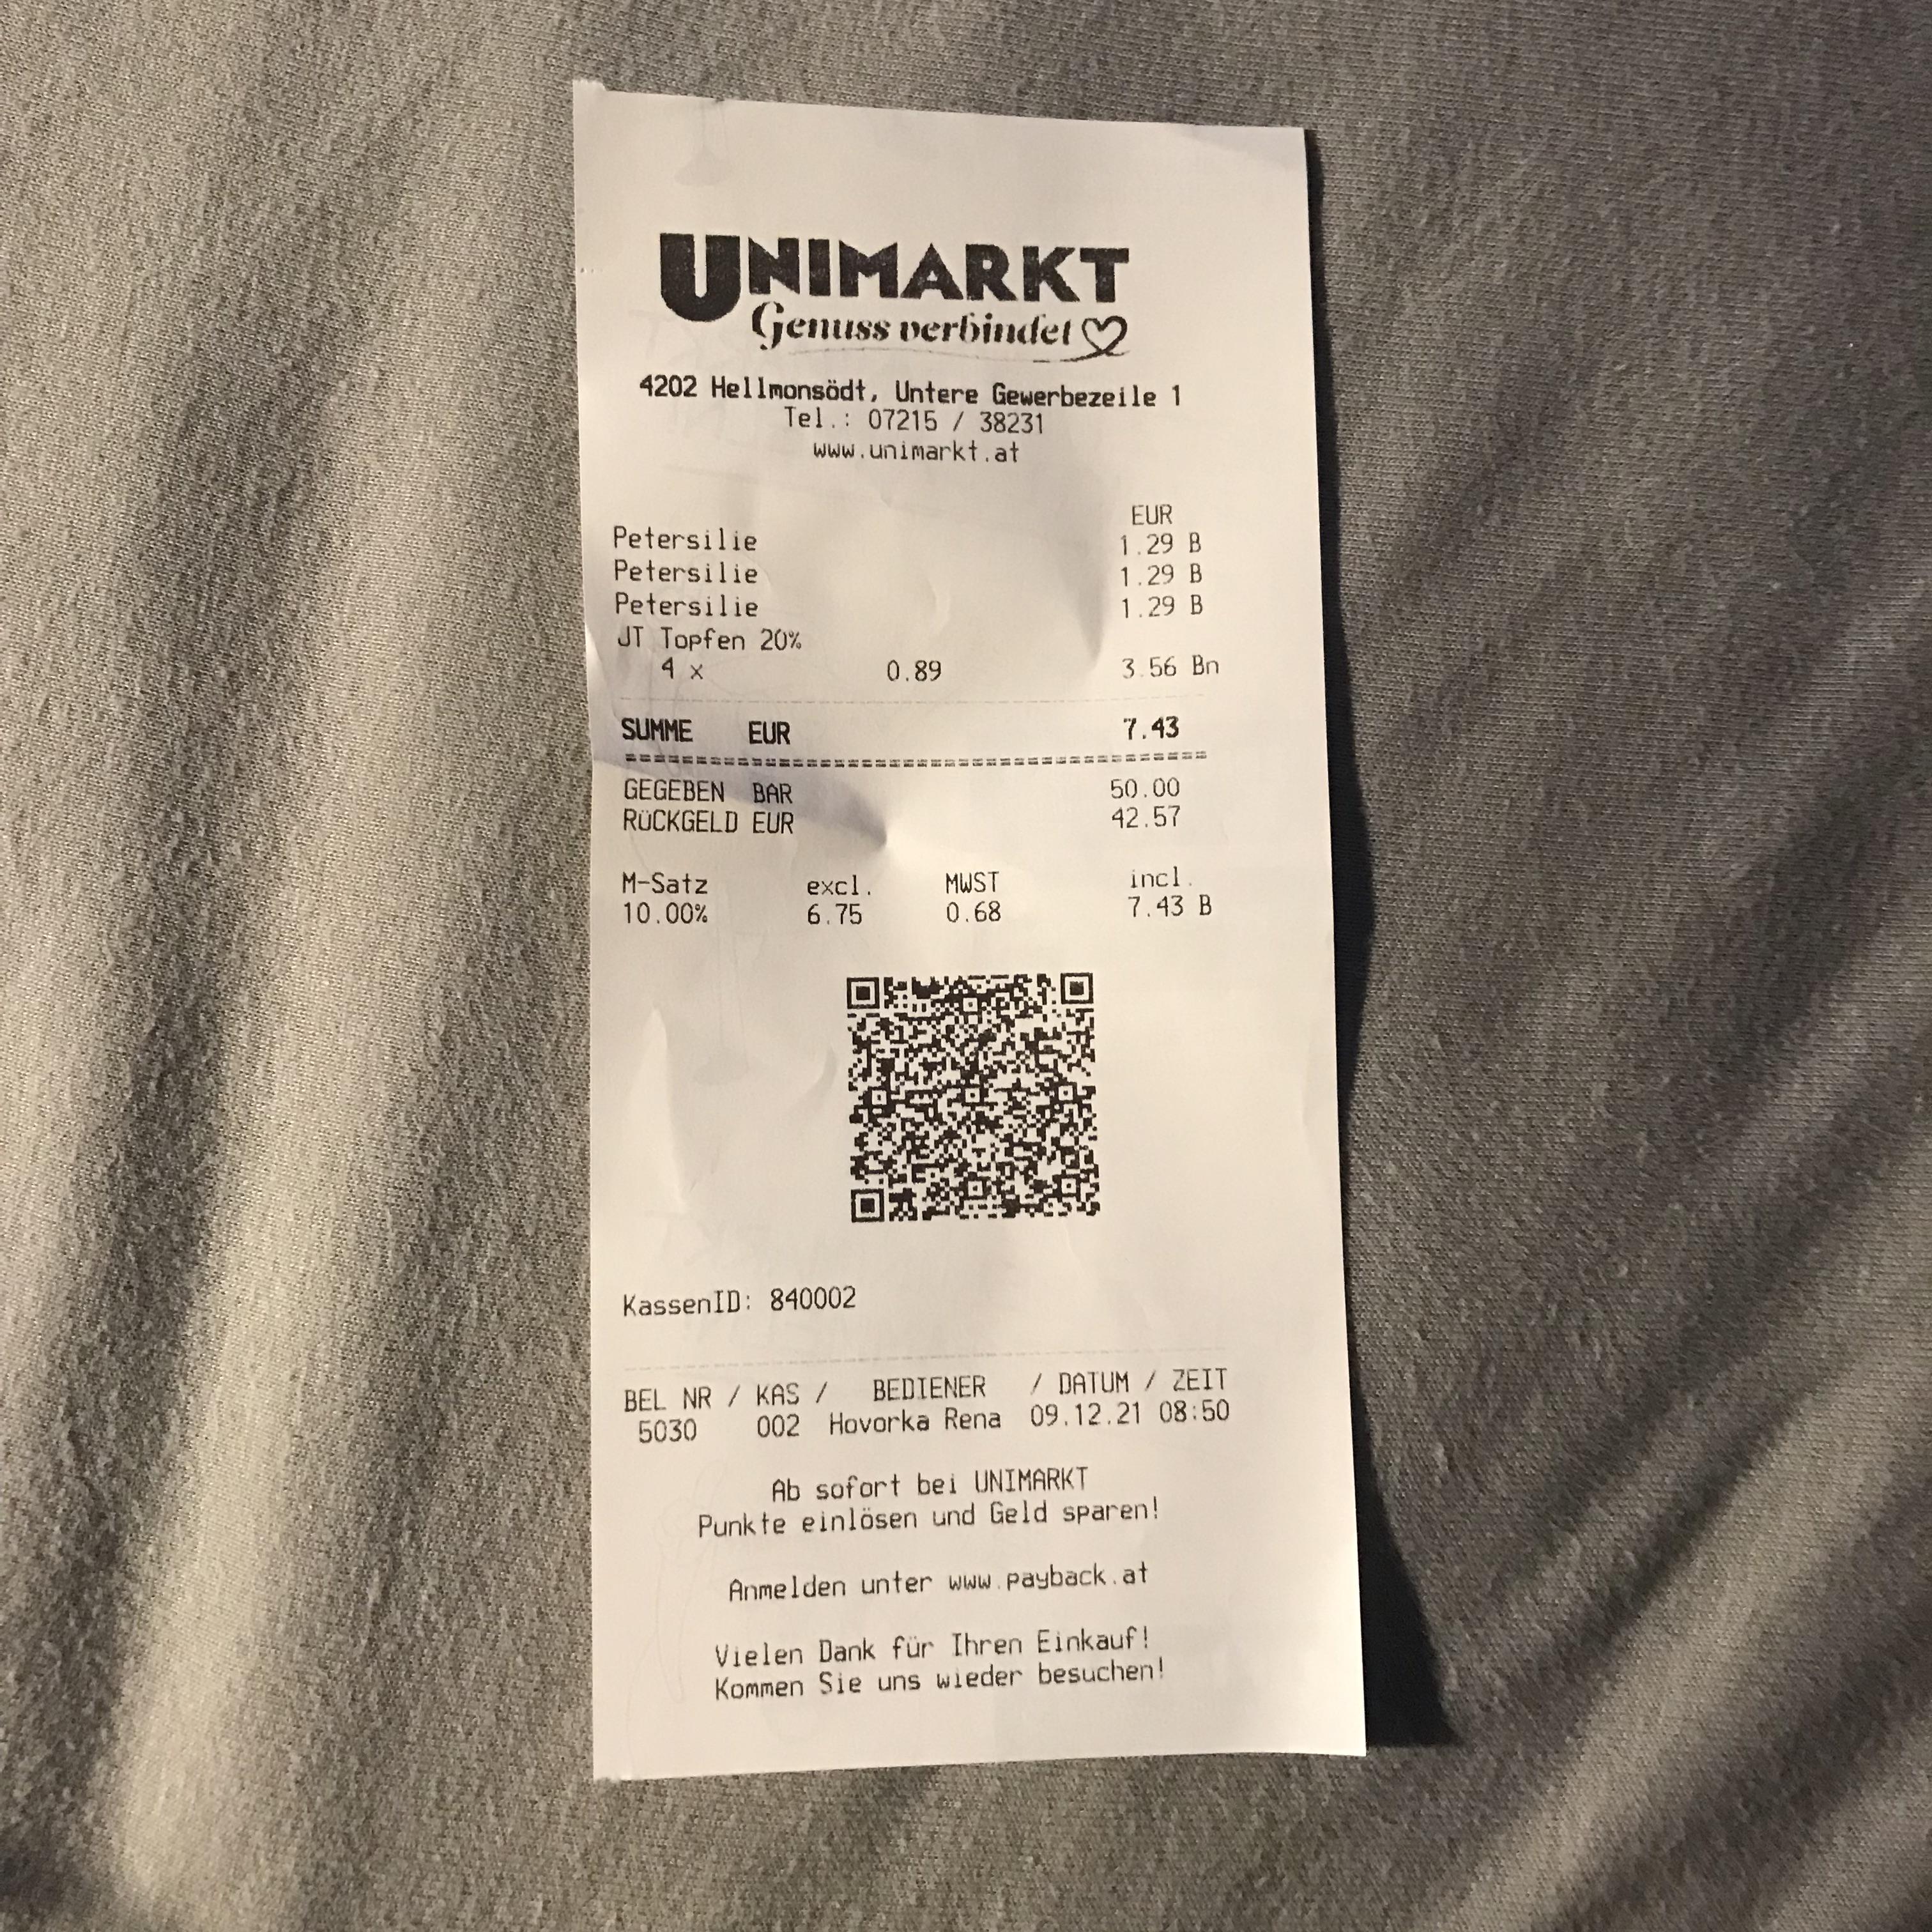 UNIMARKT
Genuss verbindet
4202 Hellmonsödt, Untere Gewerbezeile 1
Tel.: 07215 / 38231
www.unimarkt.at
EUR
Petersilie 1.29 B
Petersilie 1.29 B
Petersilie 1.29 B
JT Topfen 20%
4 x 0.89 3.56 Bn
SUMME EUR 7.43
GEGEBEN BAR 50.00
RÜCKGELD EUR 42.57
M-Satz excl. MWST incl.
10.00% 6.75 0.68 7.43 B
KassenID: 840002
BEL NR / KAS / BEDIENER / DATUM / ZEIT
5030 002 Hovorka Rena 09.12.21 08:50
Ab sofort bei UNIMARKT
Punkte einlösen und Geld sparen!
Anmelden unter www.payback.at
Vielen Dank für Ihren Einkauf!
Kommen Sie uns wieder besuchen!